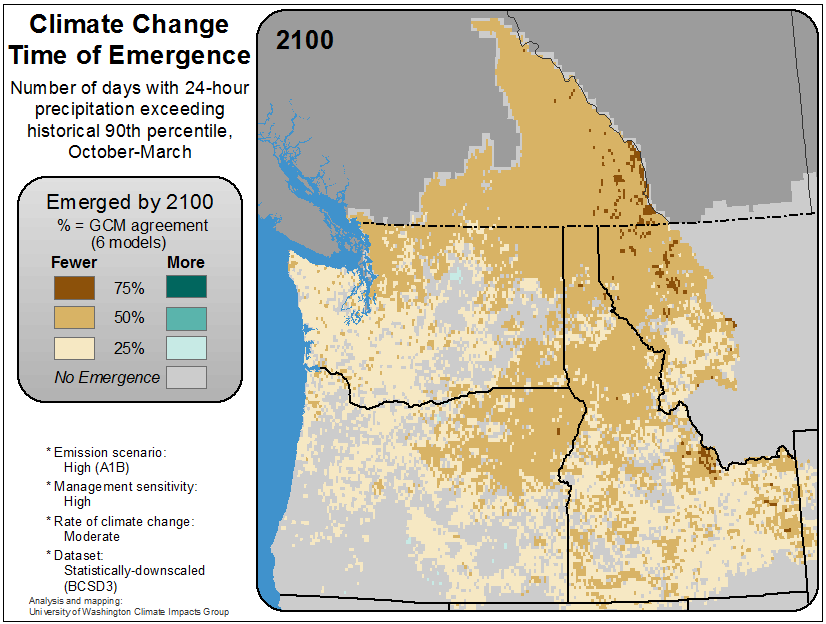 Climate Change
Time of Emergence
Number of days with 24-hour
precipitation exceeding
historical 90th percentile,
October-March
Emerged by 2100
% = GCM agreement
(6 models)
Fewer More
75%
50%
25%
No Emergence
* Emission scenario:
High (A1B)
* Management sensitivity:
High
* Rate of climate change:
Moderate
* Dataset:
Statistically-downscaled
(BCSD3)
Analysis and mapping:
University of Washington Climate Impacts Group
2100